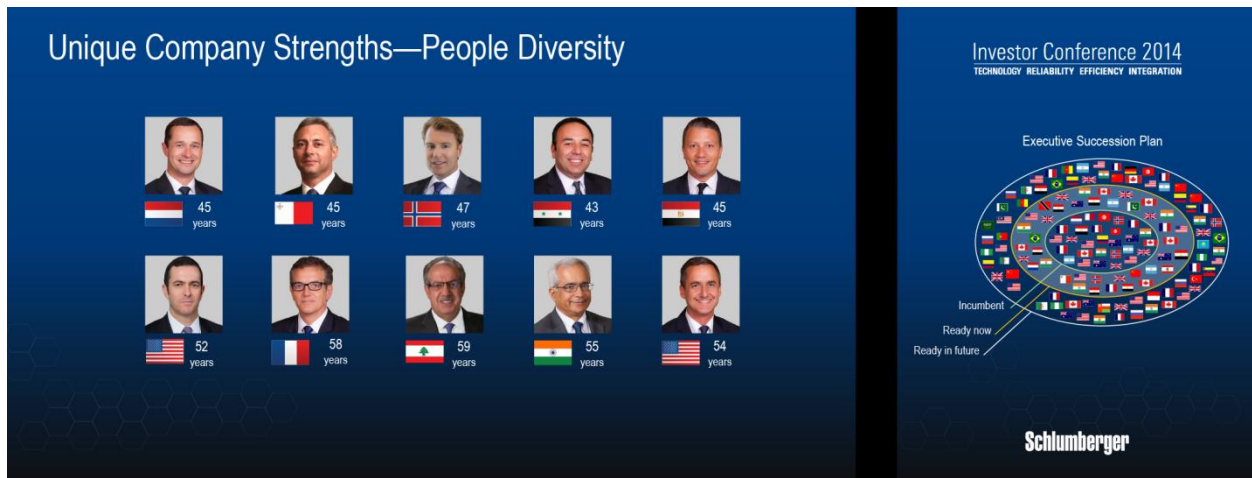 Unique Company Strengths—People Diversity
45
years
45
years
47
years
43
years
45
years
52
years
58
years
59
years
55
years
54
years
Investor Conference 2014
TECHNOLOGY RELIABILITY EFFICIENCY INTEGRATION
Executive Succession Plan
Incumbent
Ready now
Ready in future
Schlumberger